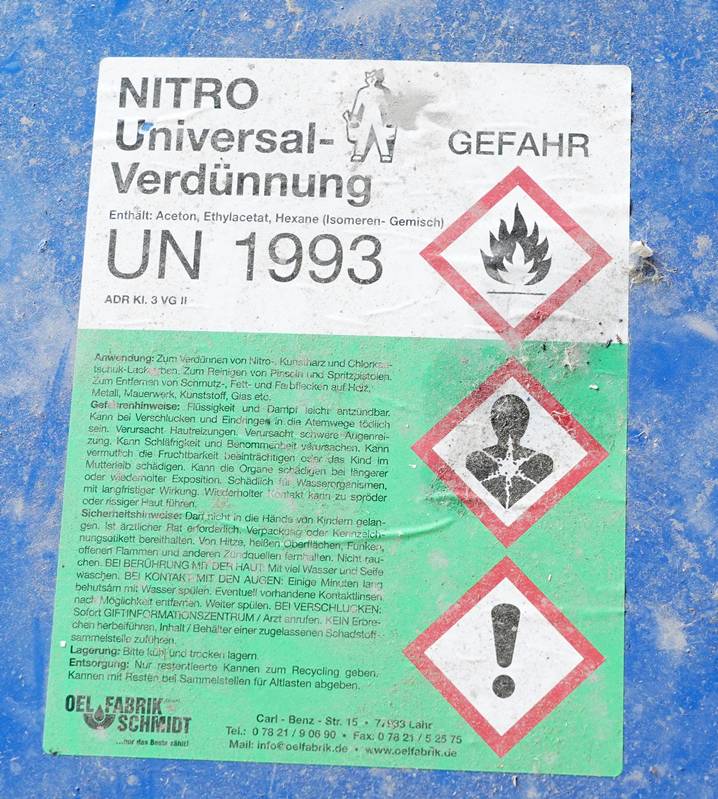 NITRO
Universal-
Verdünnung
GEFAHR
Enthält: Aceton, Ethylacetat, Hexane (Isomeren- Gemisch)
UN 1993
ADR Kl. 3 VG II
Anwendung: Zum Verdünnen von Nitro-, Kunstharz und Chlorkau-
tschuk-Lackfarben. Zum Reinigen von Pinseln und Spritzpistolen.
Zum Entfernen von Schmutz-, Fett- und Farbflecken auf Holz,
Metall, Mauerwerk, Kunststoff, Glas etc.
Gefahrenhinweise: Flüssigkeit und Dampf leicht entzündbar.
Kann bei Verschlucken und Eindringen in die Atemwege tödlich
sein. Verursacht Hautreizungen. Verursacht schwere Augenrei-
zung. Kann Schläfrigkeit und Benommenheit verursachen. Kann
vermutlich die Fruchtbarkeit beeinträchtigen oder das Kind im
Mutterleib schädigen. Kann die Organe schädigen bei längerer
oder wiederholter Exposition. Schädlich für Wasserorganismen,
mit langfristiger Wirkung. Wiederholter Kontakt kann zu spröder
oder rissiger Haut führen.
Sicherheitshinweise: Darf nicht in die Hände von Kindern gelan-
gen. Ist ärztlicher Rat erforderlich, Verpackung oder Kennzeich-
nungsetikett bereithalten. Von Hitze, heißen Oberflächen, Funken,
offenen Flammen und anderen Zündquellen fernhalten. Nicht rau-
chen. BEI BERÜHRUNG MIT DER HAUT: Mit viel Wasser und Seife
waschen. BEI KONTAKT MIT DEN AUGEN: Einige Minuten lang
behutsam mit Wasser spülen. Eventuell vorhandene Kontaktlinsen
nach Möglichkeit entfernen. Weiter spülen. BEI VERSCHLUCKEN:
Sofort GIFTINFORMATIONSZENTRUM / Arzt anrufen. KEIN Erbre-
chen herbeiführen. Inhalt / Behälter einer zugelassenen Schadstoff-
sammelstelle zuführen.
Lagerung: Bitte kühl und trocken lagern
Entsorgung: Nur restentleerte Kannen zum Recycling geben.
Kannen mit Resten bei Sammelstellen für Altlasten abgeben.
OEL FABRIK
SCHMIDT
...nur das Beste zählt!
Carl - Benz - Str. 15 • 77933 Lahr
Tel.: 0 78 21 / 9 06 90 • Fax: 0 78 21 / 5 25 75
Mail: info@oelfabrik.de • www.oelfabrik.de